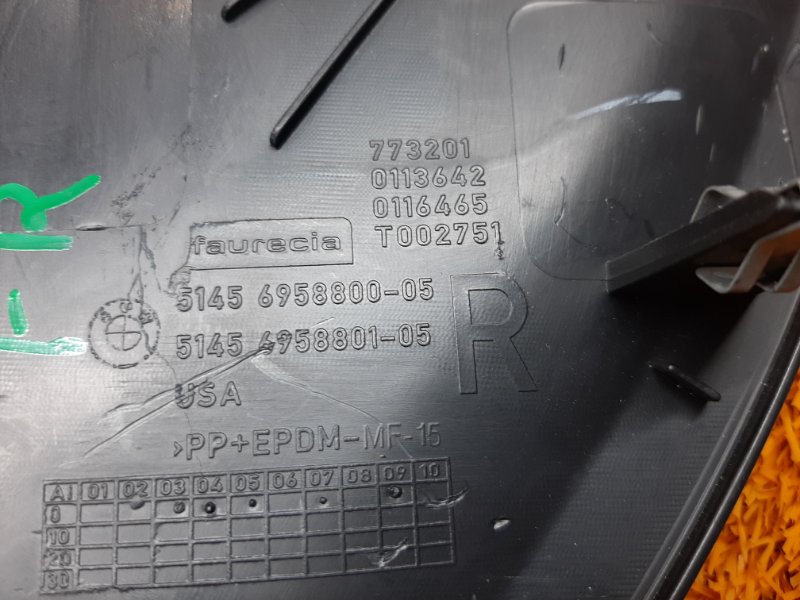 773201
0113642
0116465
T002751
faurecia
5145 6958800-05
5145 6958801-05
R
USA
>PP+EPDM-MF-15
AI 01 02 03 04 05 06 07 08 09 10
0
10
20
30